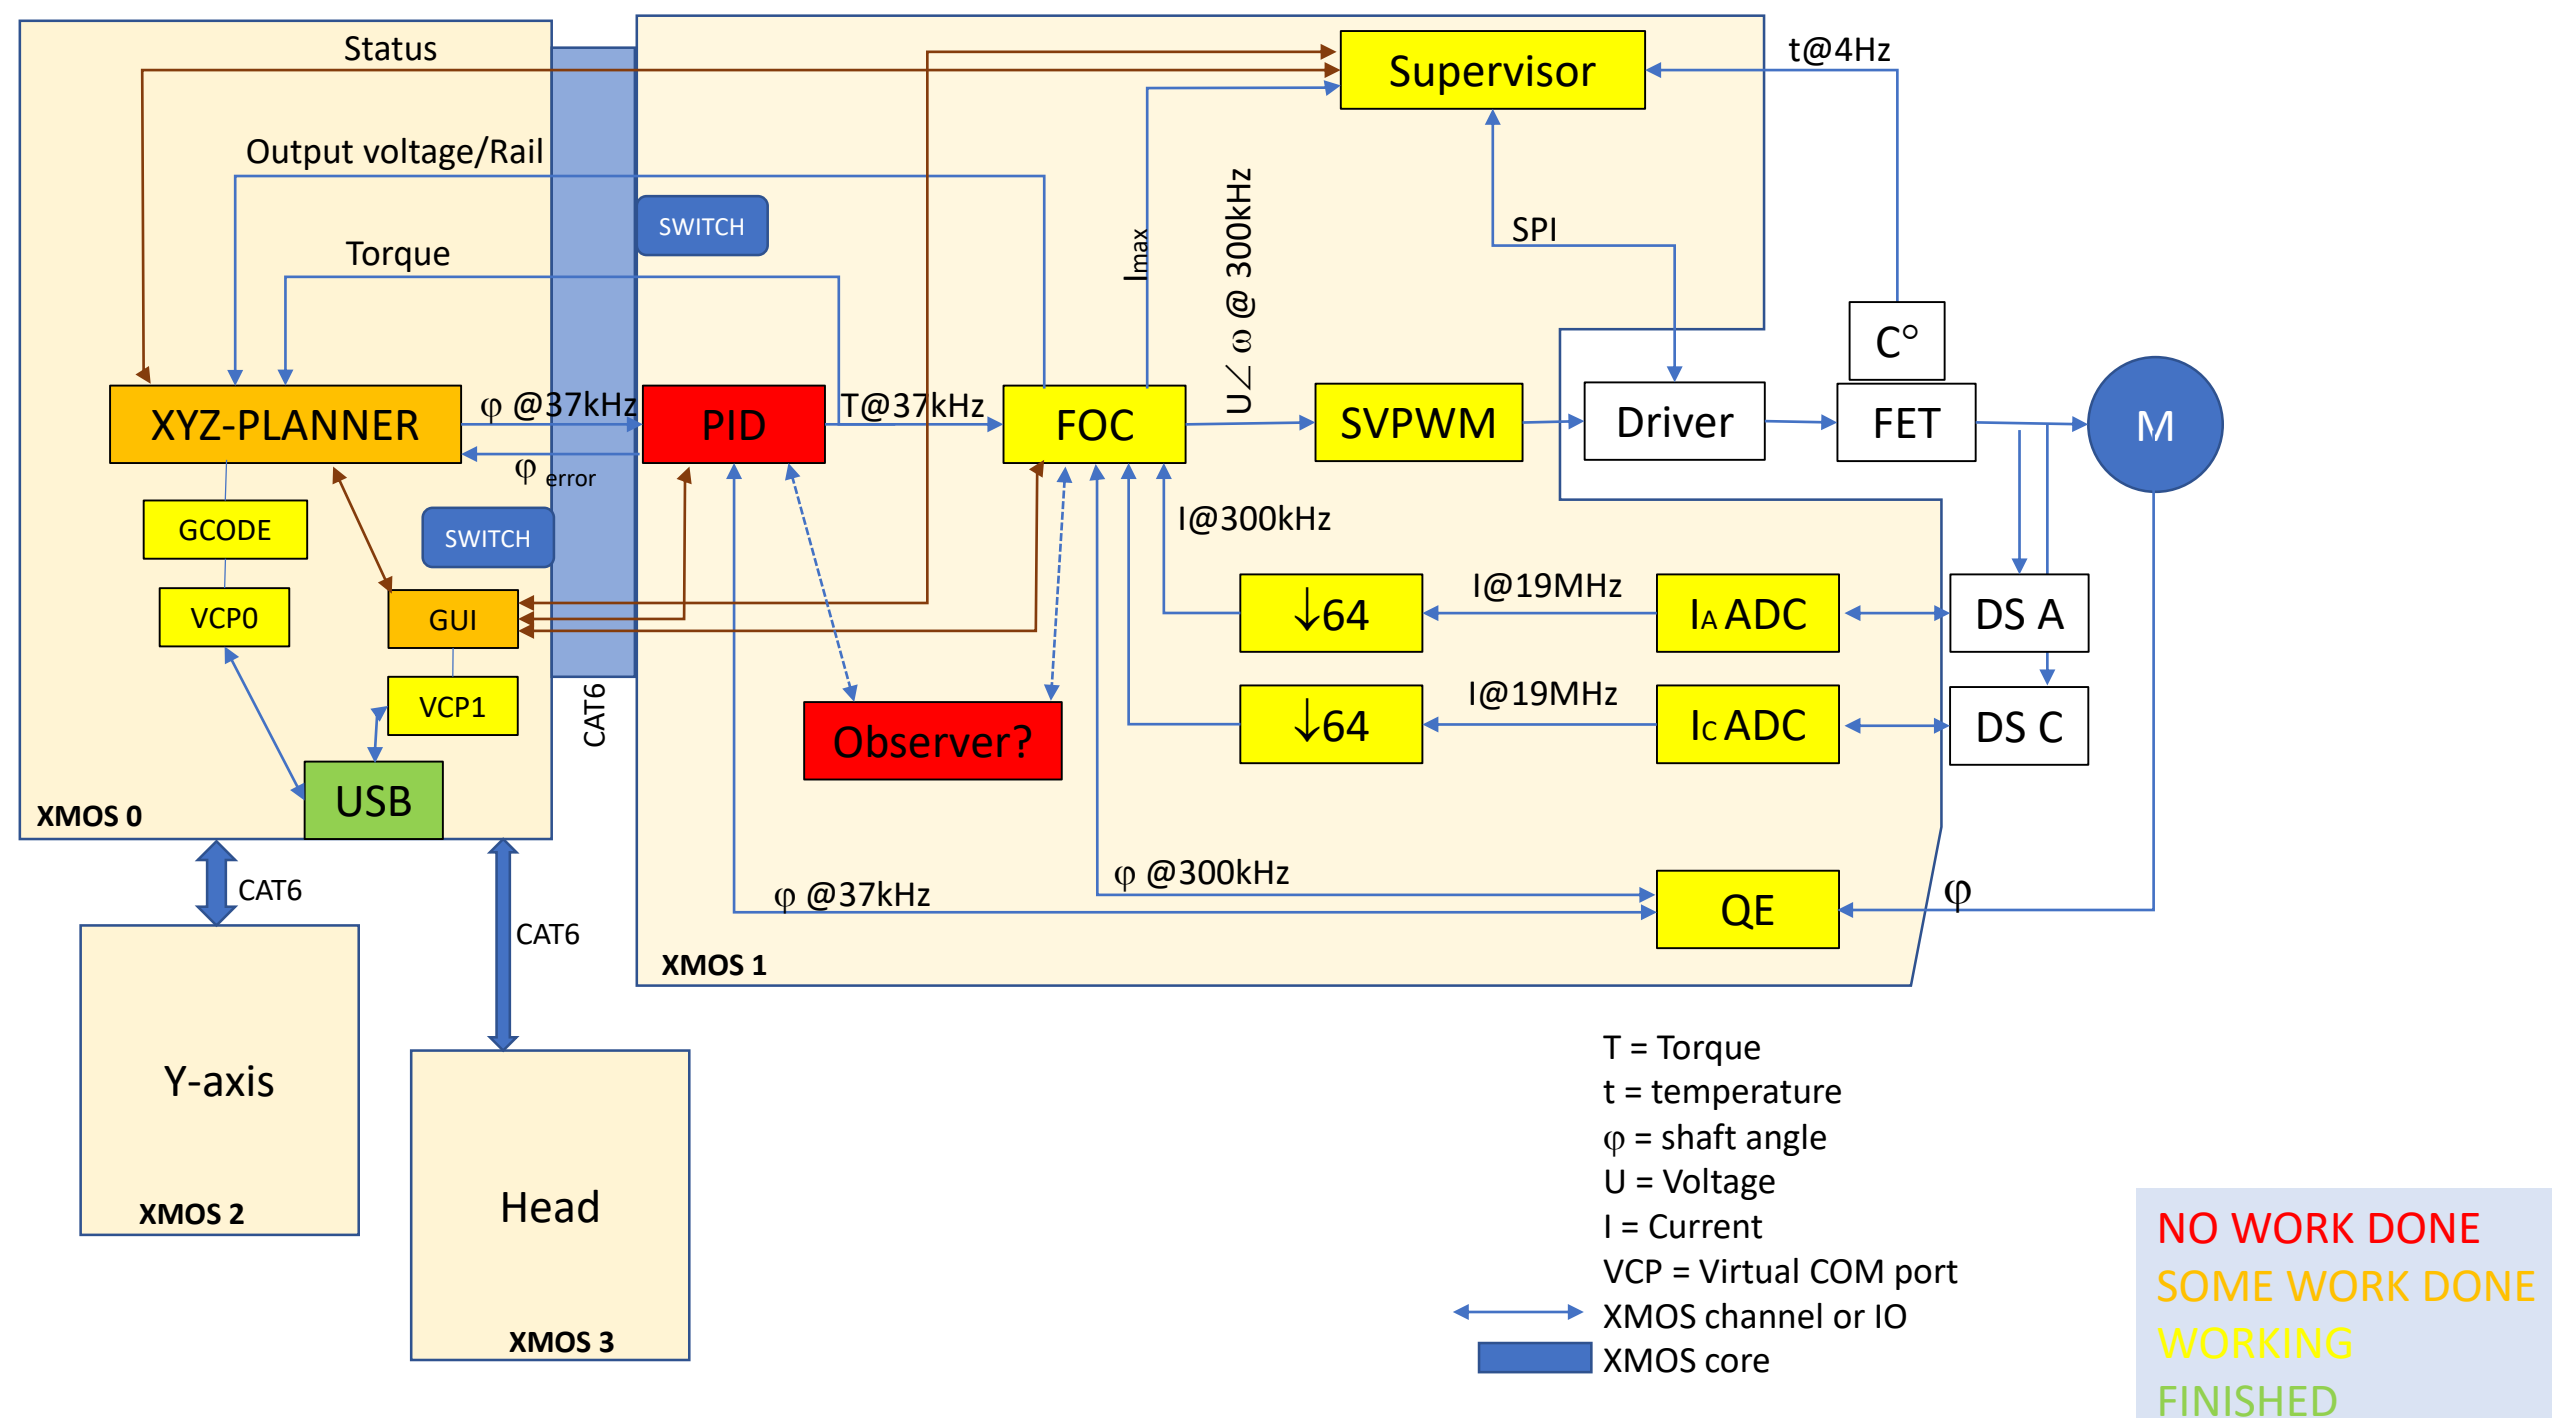 Status
Supervisor
t@4Hz
Output voltage/Rail
SWITCH
Torque
Imax
U∠ ω @ 300kHz
SPI
C°
XYZ-PLANNER
φ @37kHz
PID
T@37kHz
FOC
SVPWM
Driver
FET
M
φ error
GCODE
SWITCH
I@300kHz
VCP0
GUI
↓64
I@19MHz
IA ADC
DS A
VCP1
CAT6
Observer?
↓64
I@19MHz
IC ADC
DS C
USB
XMOS 0
CAT6
CAT6
φ @37kHz
φ @300kHz
QE
φ
XMOS 1
Y-axis
XMOS 2
Head
XMOS 3
T = Torque
t = temperature
φ = shaft angle
U = Voltage
I = Current
VCP = Virtual COM port
XMOS channel or IO
XMOS core
NO WORK DONE
SOME WORK DONE
WORKING
FINISHED